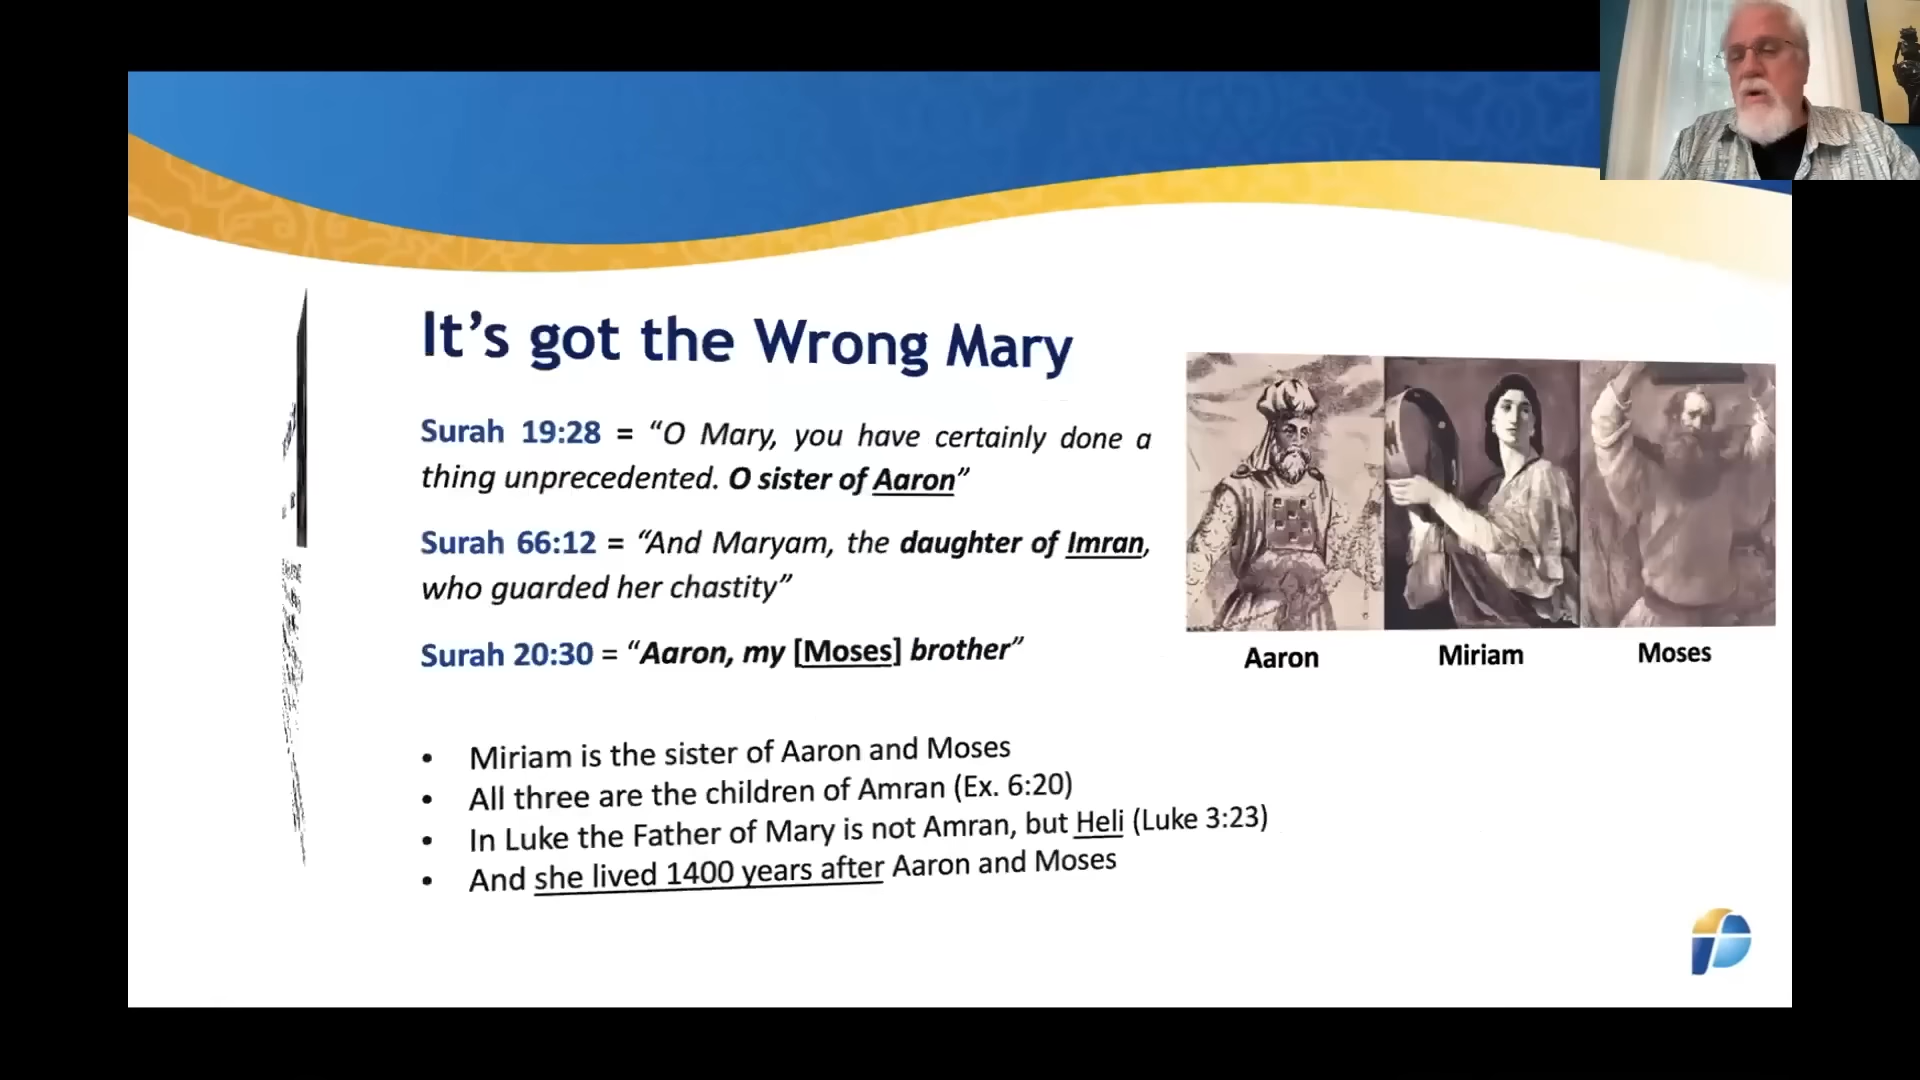 It’s got the Wrong Mary
Surah 19:28 = “O Mary, you have certainly done a
thing unprecedented. O sister of Aaron”
Surah 66:12 = “And Maryam, the daughter of Imran,
who guarded her chastity”
Surah 20:30 = “Aaron, my [Moses] brother”
Aaron Miriam Moses
• Miriam is the sister of Aaron and Moses
• All three are the children of Amran (Ex. 6:20)
• In Luke the Father of Mary is not Amran, but Heli (Luke 3:23)
• And she lived 1400 years after Aaron and Moses